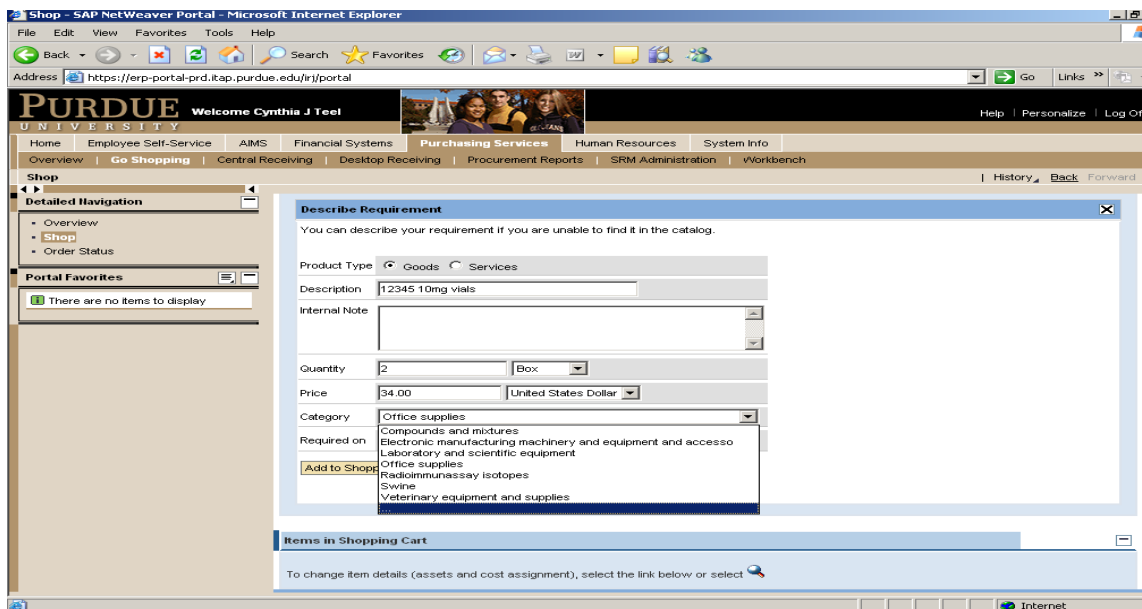 Shop - SAP NetWeaver Portal - Microsoft Internet Explorer
File Edit View Favorites Tools Help
Back Search Favorites
Address https://erp-portal-prd.itap.purdue.edu/irj/portal Go Links »
PURDUE Welcome Cynthia J Teel Help | Personalize | Log Of
UNIVERSITY
Home Employee Self-Service AIMS Financial Systems Purchasing Services Human Resources System Info
Overview | Go Shopping | Central Receiving | Desktop Receiving | Procurement Reports | SRM Administration | Workbench
Shop | History Back Forward
Detailed Navigation
Overview
Shop
Order Status
Portal Favorites
There are no items to display
Describe Requirement
You can describe your requirement if you are unable to find it in the catalog.
Product Type Goods Services
Description 12345 10mg vials
Internal Note
Quantity 2 Box
Price 34.00 United States Dollar
Category Office supplies
Compounds and mixtures
Electronic manufacturing machinery and equipment and accesso
Required on
Laboratory and scientific equipment
Office supplies
Add to Shopp
Radioimmunassay isotopes
Swine
Veterinary equipment and supplies
...
Items in Shopping Cart
To change item details (assets and cost assignment), select the link below or select
Internet